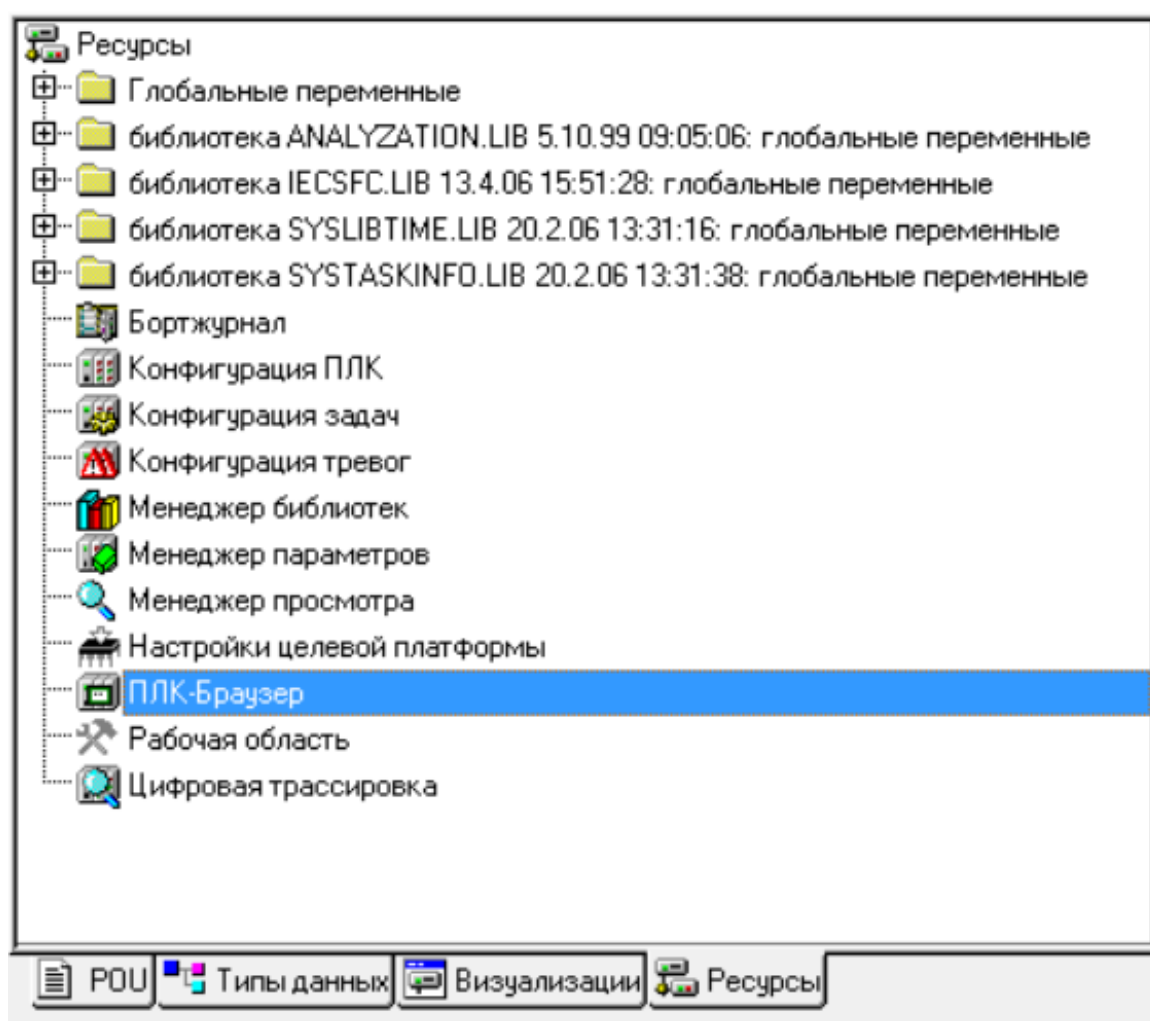 Ресурсы
Глобальные переменные
библиотека ANALYZATION.LIB 5.10.99 09:05:06: глобальные переменные
библиотека IECSFC.LIB 13.4.06 15:51:28: глобальные переменные
библиотека SYSLIBTIME.LIB 20.2.06 13:31:16: глобальные переменные
библиотека SYSTASKINFO.LIB 20.2.06 13:31:38: глобальные переменные
Бортжурнал
Конфигурация ПЛК
Конфигурация задач
Конфигурация тревог
Менеджер библиотек
Менеджер параметров
Менеджер просмотра
Настройки целевой платформы
ПЛК-Браузер
Рабочая область
Цифровая трассировка
POU Типы данных Визуализации Ресурсы